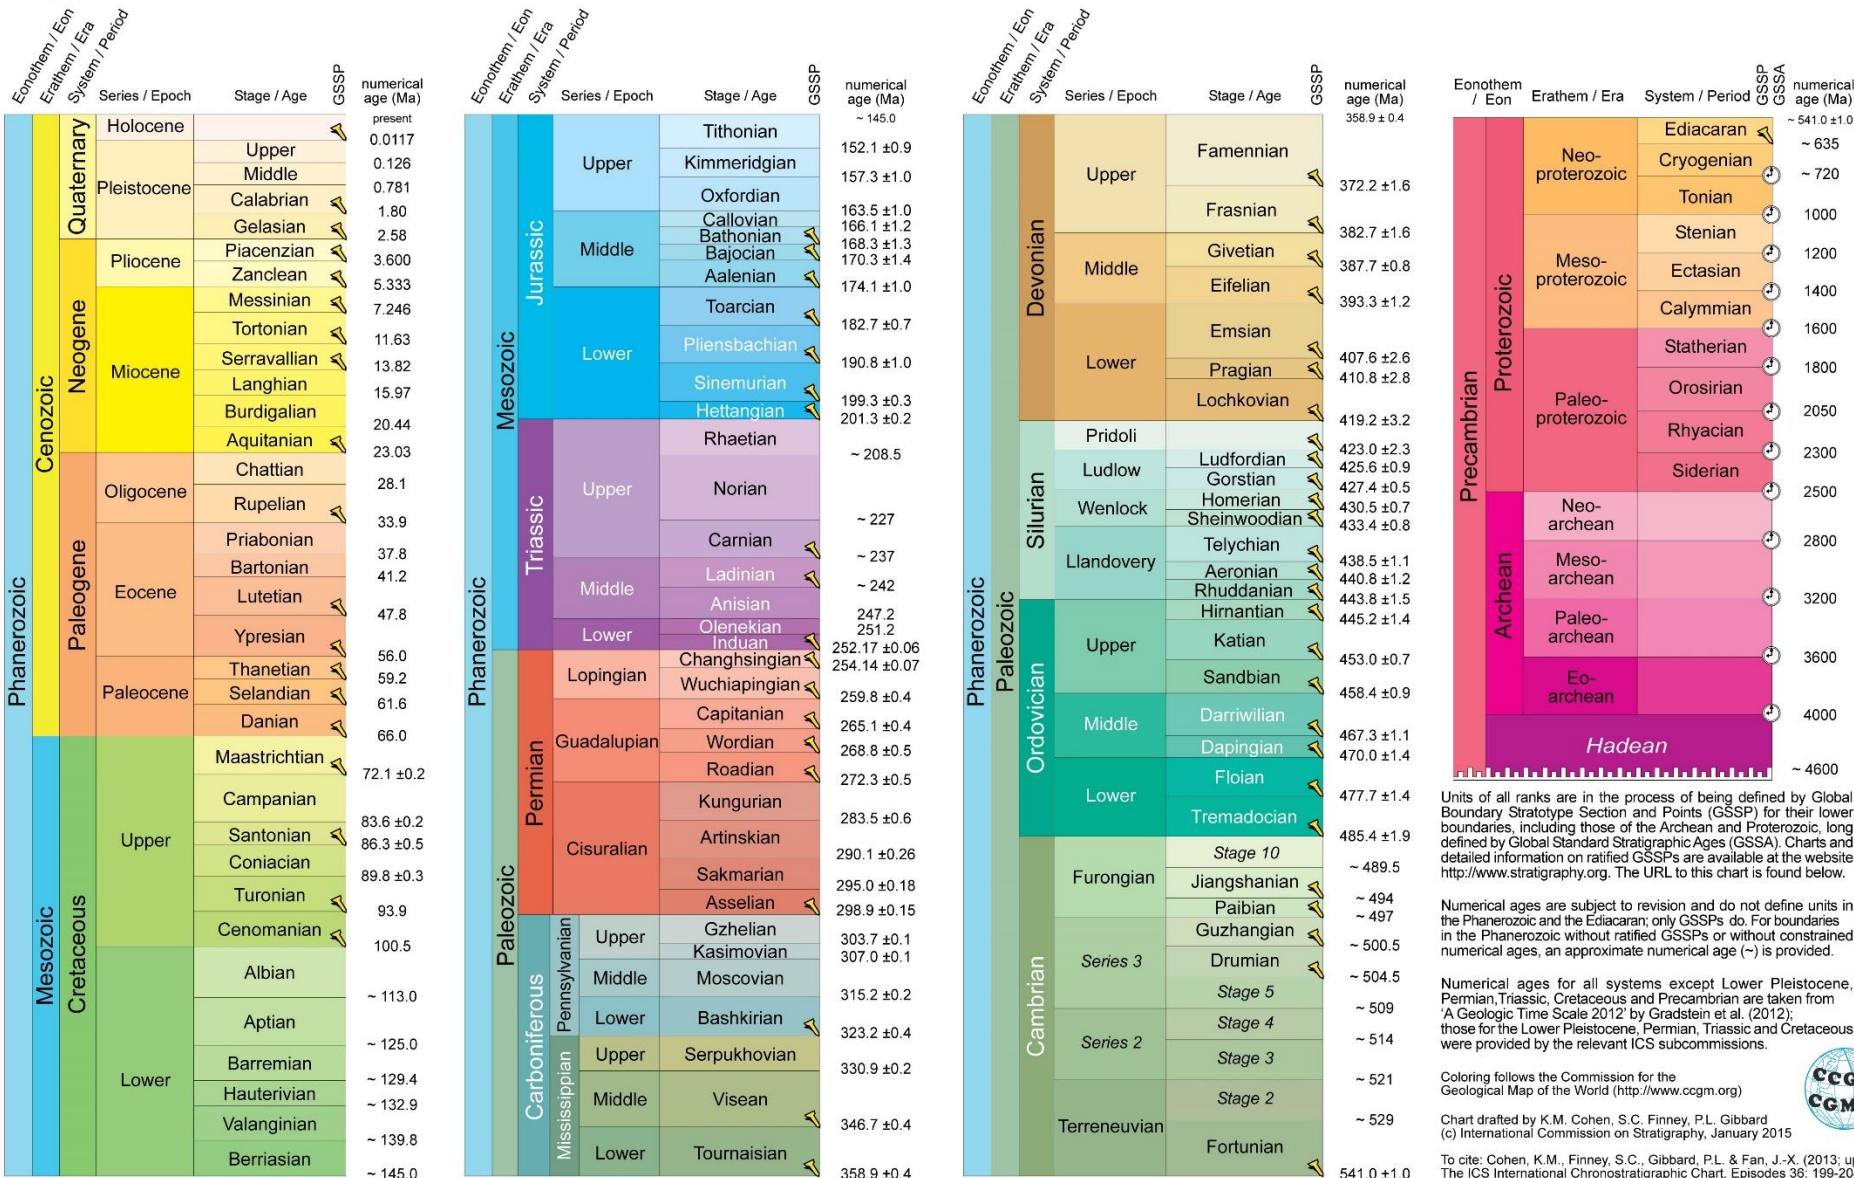 Eonothem / Eon
Erathem / Era
System / Period
Series / Epoch
Stage / Age
GSSP
numerical
age (Ma)
Phanerozoic
Cenozoic
Mesozoic
Quaternary
Neogene
Paleogene
Cretaceous
Holocene
Pleistocene
Pliocene
Miocene
Oligocene
Eocene
Paleocene
Upper
Lower
Upper
Middle
Calabrian
Gelasian
Piacenzian
Zanclean
Messinian
Tortonian
Serravallian
Langhian
Burdigalian
Aquitanian
Chattian
Rupelian
Priabonian
Bartonian
Lutetian
Ypresian
Thanetian
Selandian
Danian
Maastrichtian
Campanian
Santonian
Coniacian
Turonian
Cenomanian
Albian
Aptian
Barremian
Hauterivian
Valanginian
Berriasian
present
0.0117
0.126
0.781
1.80
2.58
3.600
5.333
7.246
11.63
13.82
15.97
20.44
23.03
28.1
33.9
37.8
41.2
47.8
56.0
59.2
61.6
66.0
72.1 ±0.2
83.6 ±0.2
86.3 ±0.5
89.8 ±0.3
93.9
100.5
~ 113.0
~ 125.0
~ 129.4
~ 132.9
~ 139.8
~ 145.0
Eonothem / Eon
Erathem / Era
System / Period
Series / Epoch
Stage / Age
GSSP
numerical
age (Ma)
Phanerozoic
Phanerozoic
Mesozoic
Paleozoic
Jurassic
Triassic
Permian
Carboniferous
Pennsylvanian
Mississippian
Upper
Middle
Lower
Upper
Middle
Lower
Lopingian
Guadalupian
Cisuralian
Upper
Middle
Lower
Upper
Middle
Lower
Tithonian
Kimmeridgian
Oxfordian
Callovian
Bathonian
Bajocian
Aalenian
Toarcian
Pliensbachian
Sinemurian
Hettangian
Rhaetian
Norian
Carnian
Ladinian
Anisian
Olenekian
Induan
Changhsingian
Wuchiapingian
Capitanian
Wordian
Roadian
Kungurian
Artinskian
Sakmarian
Asselian
Gzhelian
Kasimovian
Moscovian
Bashkirian
Serpukhovian
Visean
Tournaisian
~ 145.0
152.1 ±0.9
157.3 ±1.0
163.5 ±1.0
166.1 ±1.2
168.3 ±1.3
170.3 ±1.4
174.1 ±1.0
182.7 ±0.7
190.8 ±1.0
199.3 ±0.3
201.3 ±0.2
~ 208.5
~ 227
~ 237
~ 242
247.2
251.2
252.17 ±0.06
254.14 ±0.07
259.8 ±0.4
265.1 ±0.4
268.8 ±0.5
272.3 ±0.5
283.5 ±0.6
290.1 ±0.26
295.0 ±0.18
298.9 ±0.15
303.7 ±0.1
307.0 ±0.1
315.2 ±0.2
323.2 ±0.4
330.9 ±0.2
346.7 ±0.4
358.9 ±0.4
Eonothem / Eon
Erathem / Era
System / Period
Series / Epoch
Stage / Age
GSSP
numerical
age (Ma)
Phanerozoic
Paleozoic
Devonian
Silurian
Ordovician
Cambrian
Upper
Middle
Lower
Pridoli
Ludlow
Wenlock
Llandovery
Upper
Middle
Lower
Furongian
Series 3
Series 2
Terreneuvian
Famennian
Frasnian
Givetian
Eifelian
Emsian
Pragian
Lochkovian
Ludfordian
Gorstian
Homerian
Sheinwoodian
Telychian
Aeronian
Rhuddanian
Hirnantian
Katian
Sandbian
Darriwilian
Dapingian
Floian
Tremadocian
Stage 10
Jiangshanian
Paibian
Guzhangian
Drumian
Stage 5
Stage 4
Stage 3
Stage 2
Fortunian
358.9 ± 0.4
372.2 ±1.6
382.7 ±1.6
387.7 ±0.8
393.3 ±1.2
407.6 ±2.6
410.8 ±2.8
419.2 ±3.2
423.0 ±2.3
425.6 ±0.9
427.4 ±0.5
430.5 ±0.7
433.4 ±0.8
438.5 ±1.1
440.8 ±1.2
443.8 ±1.5
445.2 ±1.4
453.0 ±0.7
458.4 ±0.9
467.3 ±1.1
470.0 ±1.4
477.7 ±1.4
485.4 ±1.9
~ 489.5
~ 494
~ 497
~ 500.5
~ 504.5
~ 509
~ 514
~ 521
~ 529
541.0 ±1.0
Eonothem
/ Eon
Erathem / Era
System / Period
GSSP
GSSA
numerical
age (Ma)
Precambrian
Proterozoic
Archean
Hadean
Neo-
proterozoic
Meso-
proterozoic
Paleo-
proterozoic
Neo-
archean
Meso-
archean
Paleo-
archean
Eo-
archean
Ediacaran
Cryogenian
Tonian
Stenian
Ectasian
Calymmian
Statherian
Orosirian
Rhyacian
Siderian
~ 541.0 ±1.0
~ 635
~ 720
1000
1200
1400
1600
1800
2050
2300
2500
2800
3200
3600
4000
~ 4600
Units of all ranks are in the process of being defined by Global
Boundary Stratotype Section and Points (GSSP) for their lower
boundaries, including those of the Archean and Proterozoic, long
defined by Global Standard Stratigraphic Ages (GSSA). Charts and
detailed information on ratified GSSPs are available at the website
http://www.stratigraphy.org. The URL to this chart is found below.
Numerical ages are subject to revision and do not define units in
the Phanerozoic and the Ediacaran; only GSSPs do. For boundaries
in the Phanerozoic without ratified GSSPs or without constrained
numerical ages, an approximate numerical age (~) is provided.
Numerical ages for all systems except Lower Pleistocene,
Permian,Triassic, Cretaceous and Precambrian are taken from
'A Geologic Time Scale 2012' by Gradstein et al. (2012);
those for the Lower Pleistocene, Permian, Triassic and Cretaceous
were provided by the relevant ICS subcommissions.
Coloring follows the Commission for the
Geological Map of the World (http://www.ccgm.org)
Chart drafted by K.M. Cohen, S.C. Finney, P.L. Gibbard
(c) International Commission on Stratigraphy, January 2015
To cite: Cohen, K.M., Finney, S.C., Gibbard, P.L. & Fan, J.-X. (2013;
The ICS International Chronostratigraphic Chart. Episodes 36: